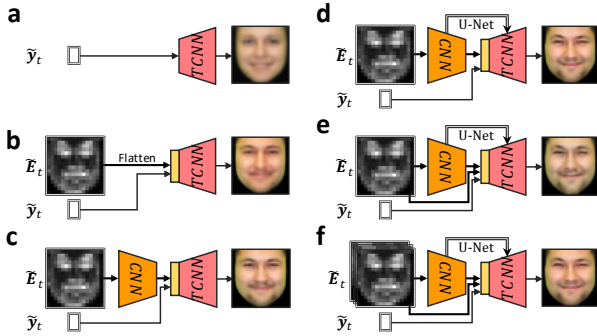 a
ỹt
TCNN
b
Ẽt
Flatten
ỹt
TCNN
c
Ẽt
CNN
ỹt
TCNN
d
U-Net
Ẽt
CNN
TCNN
ỹt
e
U-Net
Ẽt
CNN
TCNN
ỹt
f
U-Net
Ẽt
CNN
TCNN
ỹt